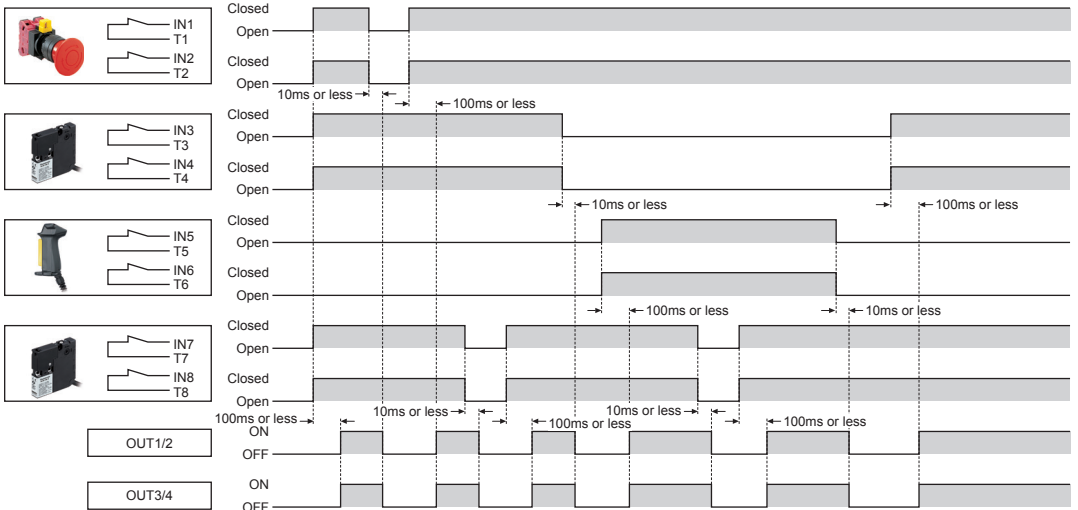 Closed
IN1
Open
T1
IN2
Closed
T2
Open
10ms or less
100ms or less
Closed
IN3
Open
T3
IN4
Closed
T4
Open
10ms or less
100ms or less
Closed
IN5
Open
T5
IN6
Closed
T6
Open
100ms or less
10ms or less
Closed
IN7
Open
T7
IN8
Closed
T8
Open
10ms or less
10ms or less
100ms or less
100ms or less
100ms or less
ON
OUT1/2
OFF
ON
OUT3/4
OFF